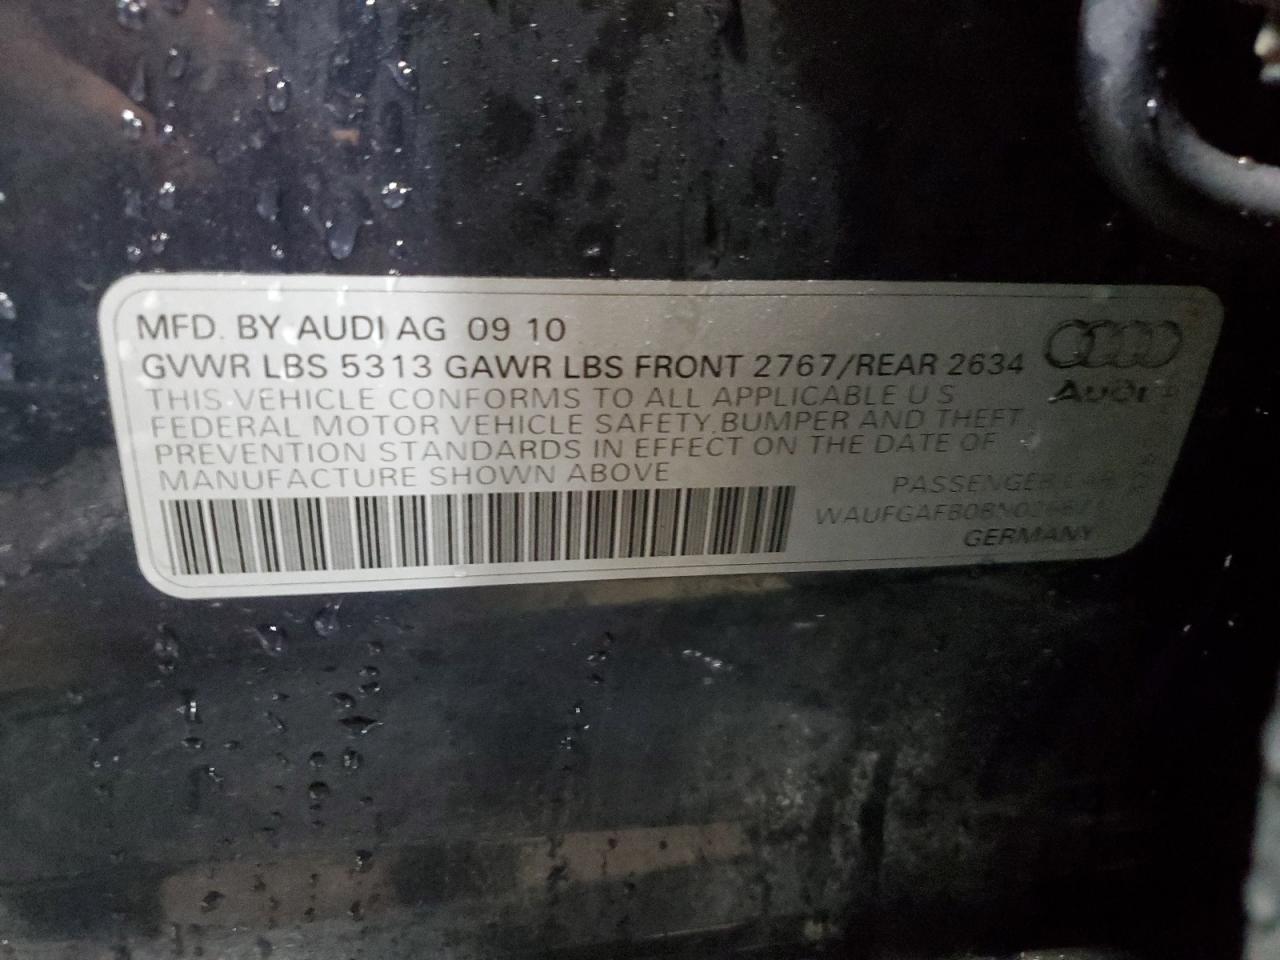 MFD. BY AUDI AG 09 10
GVWR LBS 5313 GAWR LBS FRONT 2767/REAR 2634
THIS VEHICLE CONFORMS TO ALL APPLICABLE U S
FEDERAL MOTOR VEHICLE SAFETY, BUMPER AND THEFT
PREVENTION STANDARDS IN EFFECT ON THE DATE OF
MANUFACTURE SHOWN ABOVE
Audi
PASSENGER
GERMANY